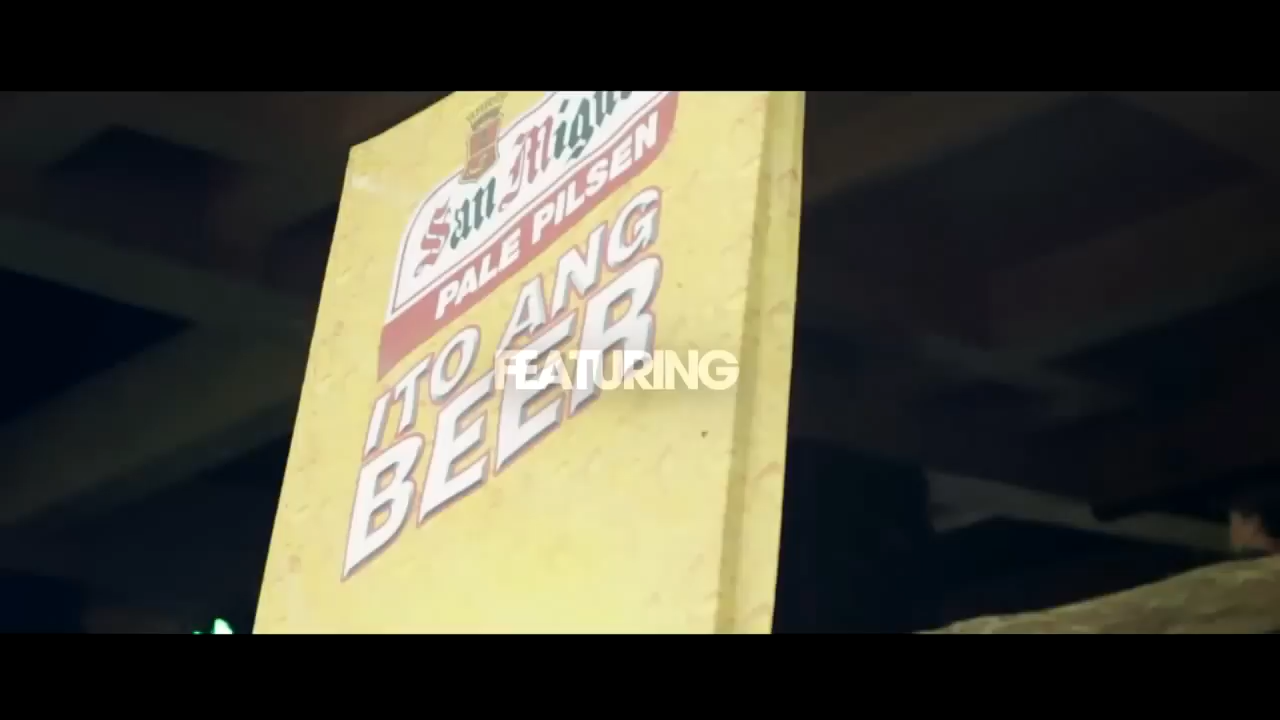 San Miguel
PALE PILSEN
ITO ANG
BEER
FEATURING